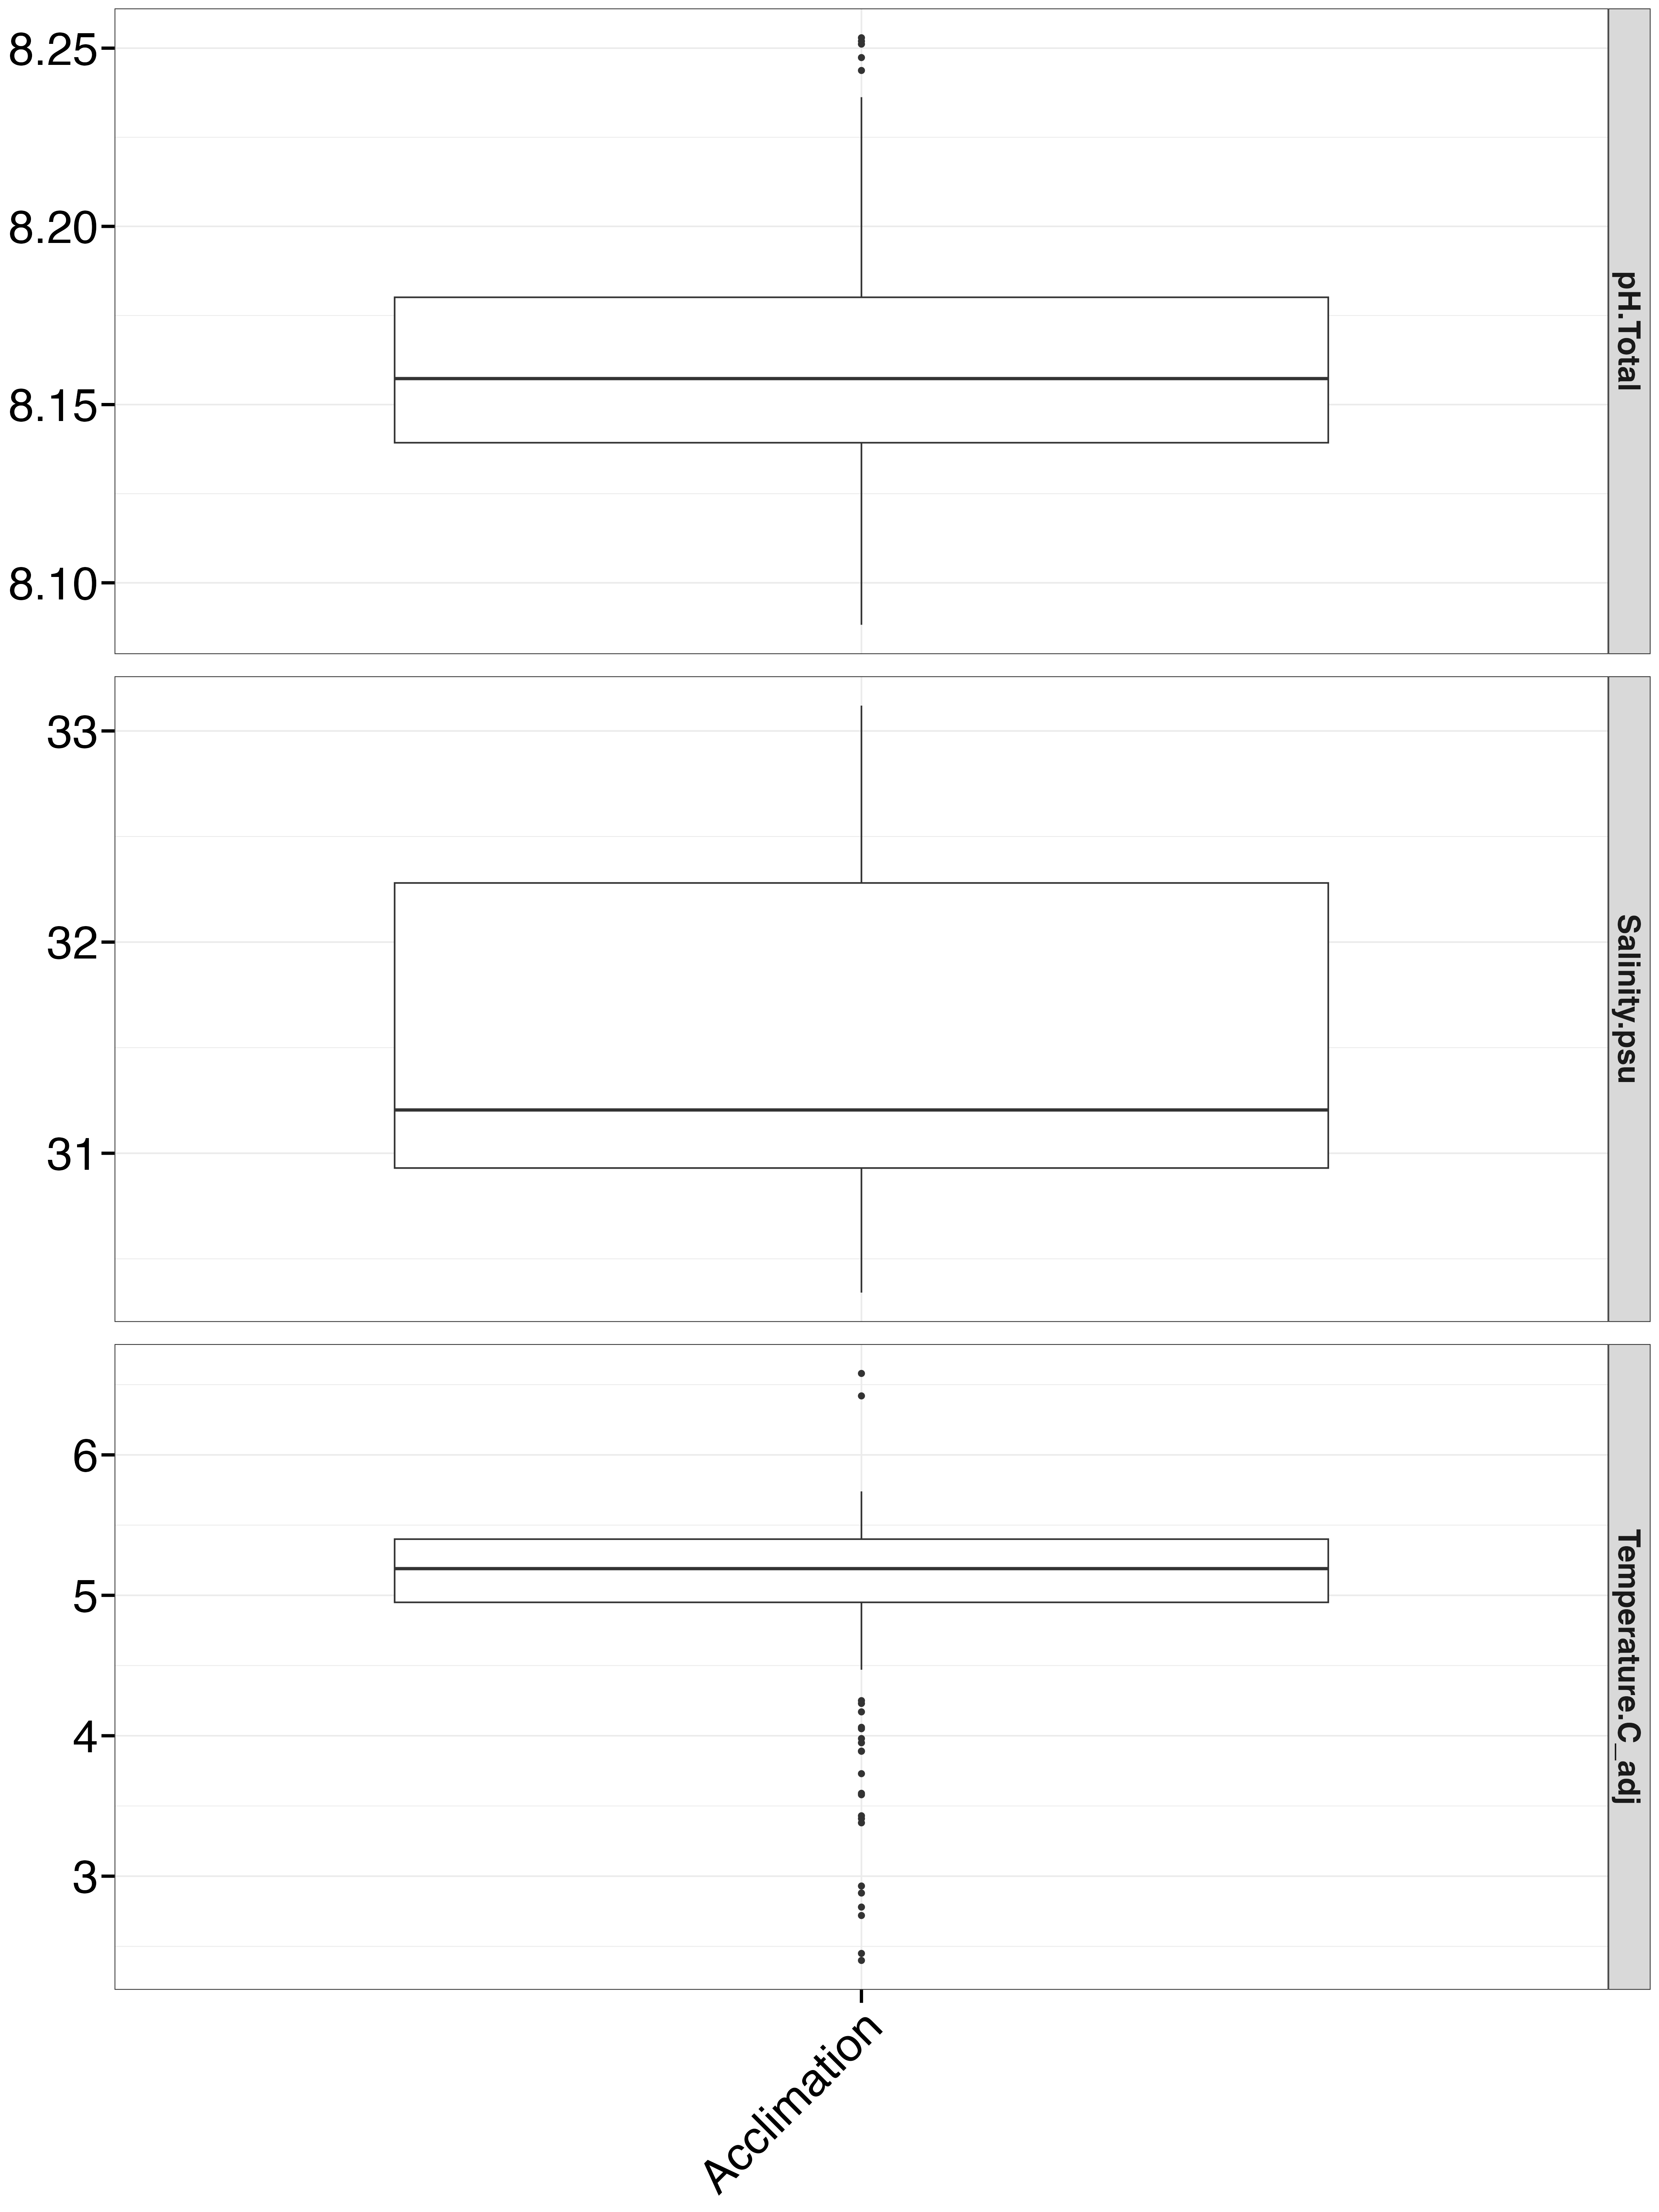 8.25
8.20
8.15
8.10
pH.Total
33
32
31
Salinity.psu
6
5
4
3
Temperature.C_adj
Acclimation